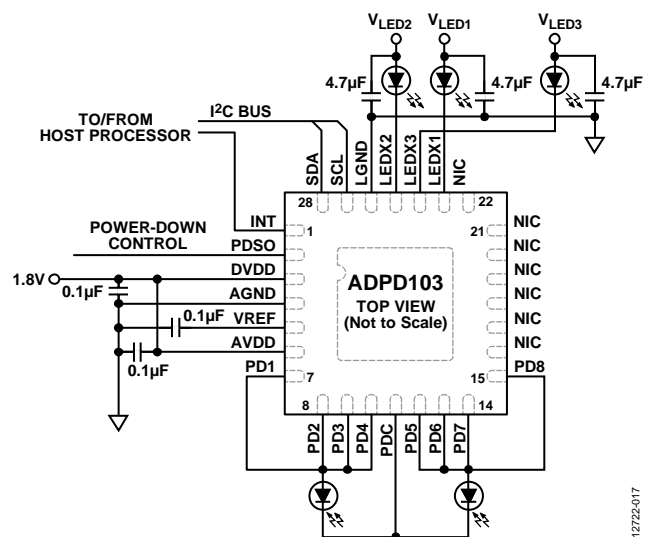 VLED2
VLED1
VLED3
4.7µF
4.7µF
4.7µF
I²C BUS
TO/FROM
HOST PROCESSOR
SDA
SCL
LGND
LEDX2
LEDX3
LEDX1
NIC
28
22
INT
1
21
NIC
POWER-DOWN
CONTROL
PDSO
NIC
1.8V
DVDD
NIC
0.1µF
AGND
NIC
0.1µF
VREF
NIC
AVDD
NIC
0.1µF
PD1
7
15
PD8
ADPD103
TOP VIEW
(Not to Scale)
8
14
PD2
PD3
PD4
PDC
PD5
PD6
PD7
12722-017